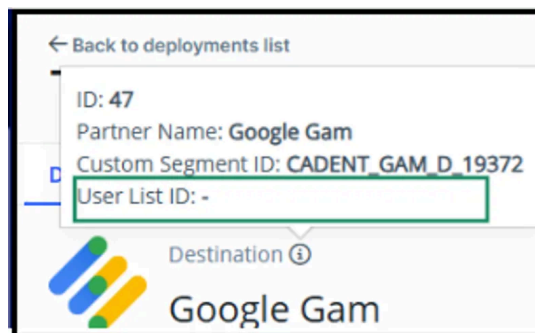 ← Back to deployments list
ID: 47
Partner Name: Google Gam
Custom Segment ID: CADENT_GAM_D_19372
User List ID: -
D
Destination
Google Gam